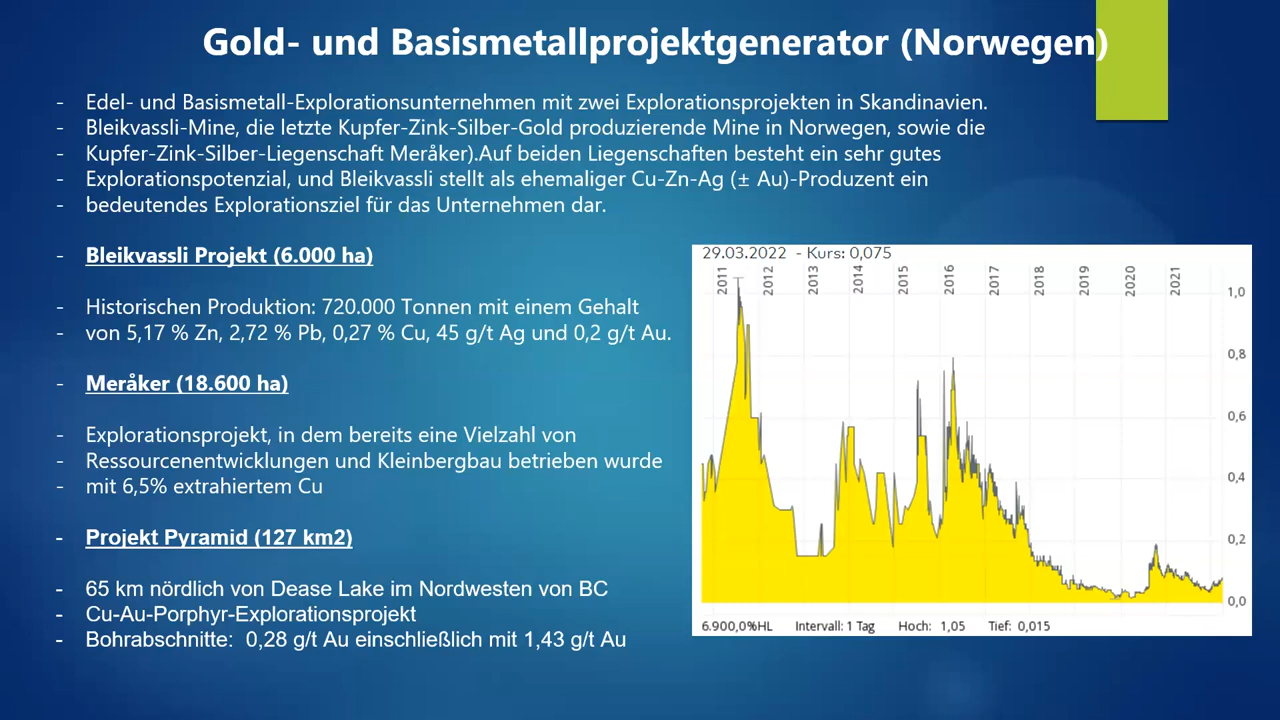 Gold- und Basismetallprojektgenerator (Norwegen)
- Edel- und Basismetall-Explorationsunternehmen mit zwei Explorationsprojekten in Skandinavien.
- Bleikvassli-Mine, die letzte Kupfer-Zink-Silber-Gold produzierende Mine in Norwegen, sowie die
- Kupfer-Zink-Silber-Liegenschaft Meråker).Auf beiden Liegenschaften besteht ein sehr gutes
- Explorationspotenzial, und Bleikvassli stellt als ehemaliger Cu-Zn-Ag (± Au)-Produzent ein
- bedeutendes Explorationsziel für das Unternehmen dar.
- Bleikvassli Projekt (6.000 ha)
- Historischen Produktion: 720.000 Tonnen mit einem Gehalt
- von 5,17 % Zn, 2,72 % Pb, 0,27 % Cu, 45 g/t Ag und 0,2 g/t Au.
- Meråker (18.600 ha)
- Explorationsprojekt, in dem bereits eine Vielzahl von
- Ressourcenentwicklungen und Kleinbergbau betrieben wurde
- mit 6,5% extrahiertem Cu
- Projekt Pyramid (127 km2)
- 65 km nördlich von Dease Lake im Nordwesten von BC
- Cu-Au-Porphyr-Explorationsprojekt
- Bohrabschnitte: 0,28 g/t Au einschließlich mit 1,43 g/t Au
29.03.2022 - Kurs: 0,075
2011 2012 2013 2014 2015 2016 2017 2018 2019 2020 2021
1,0
0,8
0,6
0,4
0,2
0,0
6.900,0%HL Intervall: 1 Tag Hoch: 1,05 Tief: 0,015